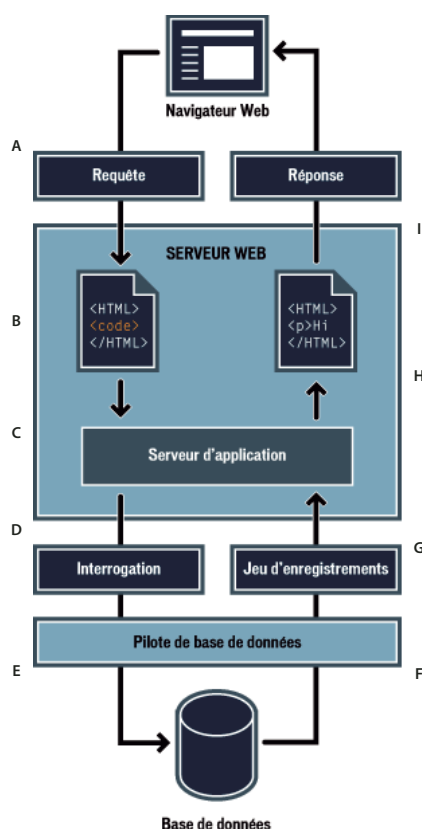 Navigateur Web
A
Requête
Réponse
I
SERVEUR WEB
B
<HTML>
<code>
</HTML>
<HTML>
<p>Hi
</HTML>
H
C
Serveur d'application
D
Interrogation
Jeu d'enregistrements
G
Pilote de base de données
E
F
Base de données